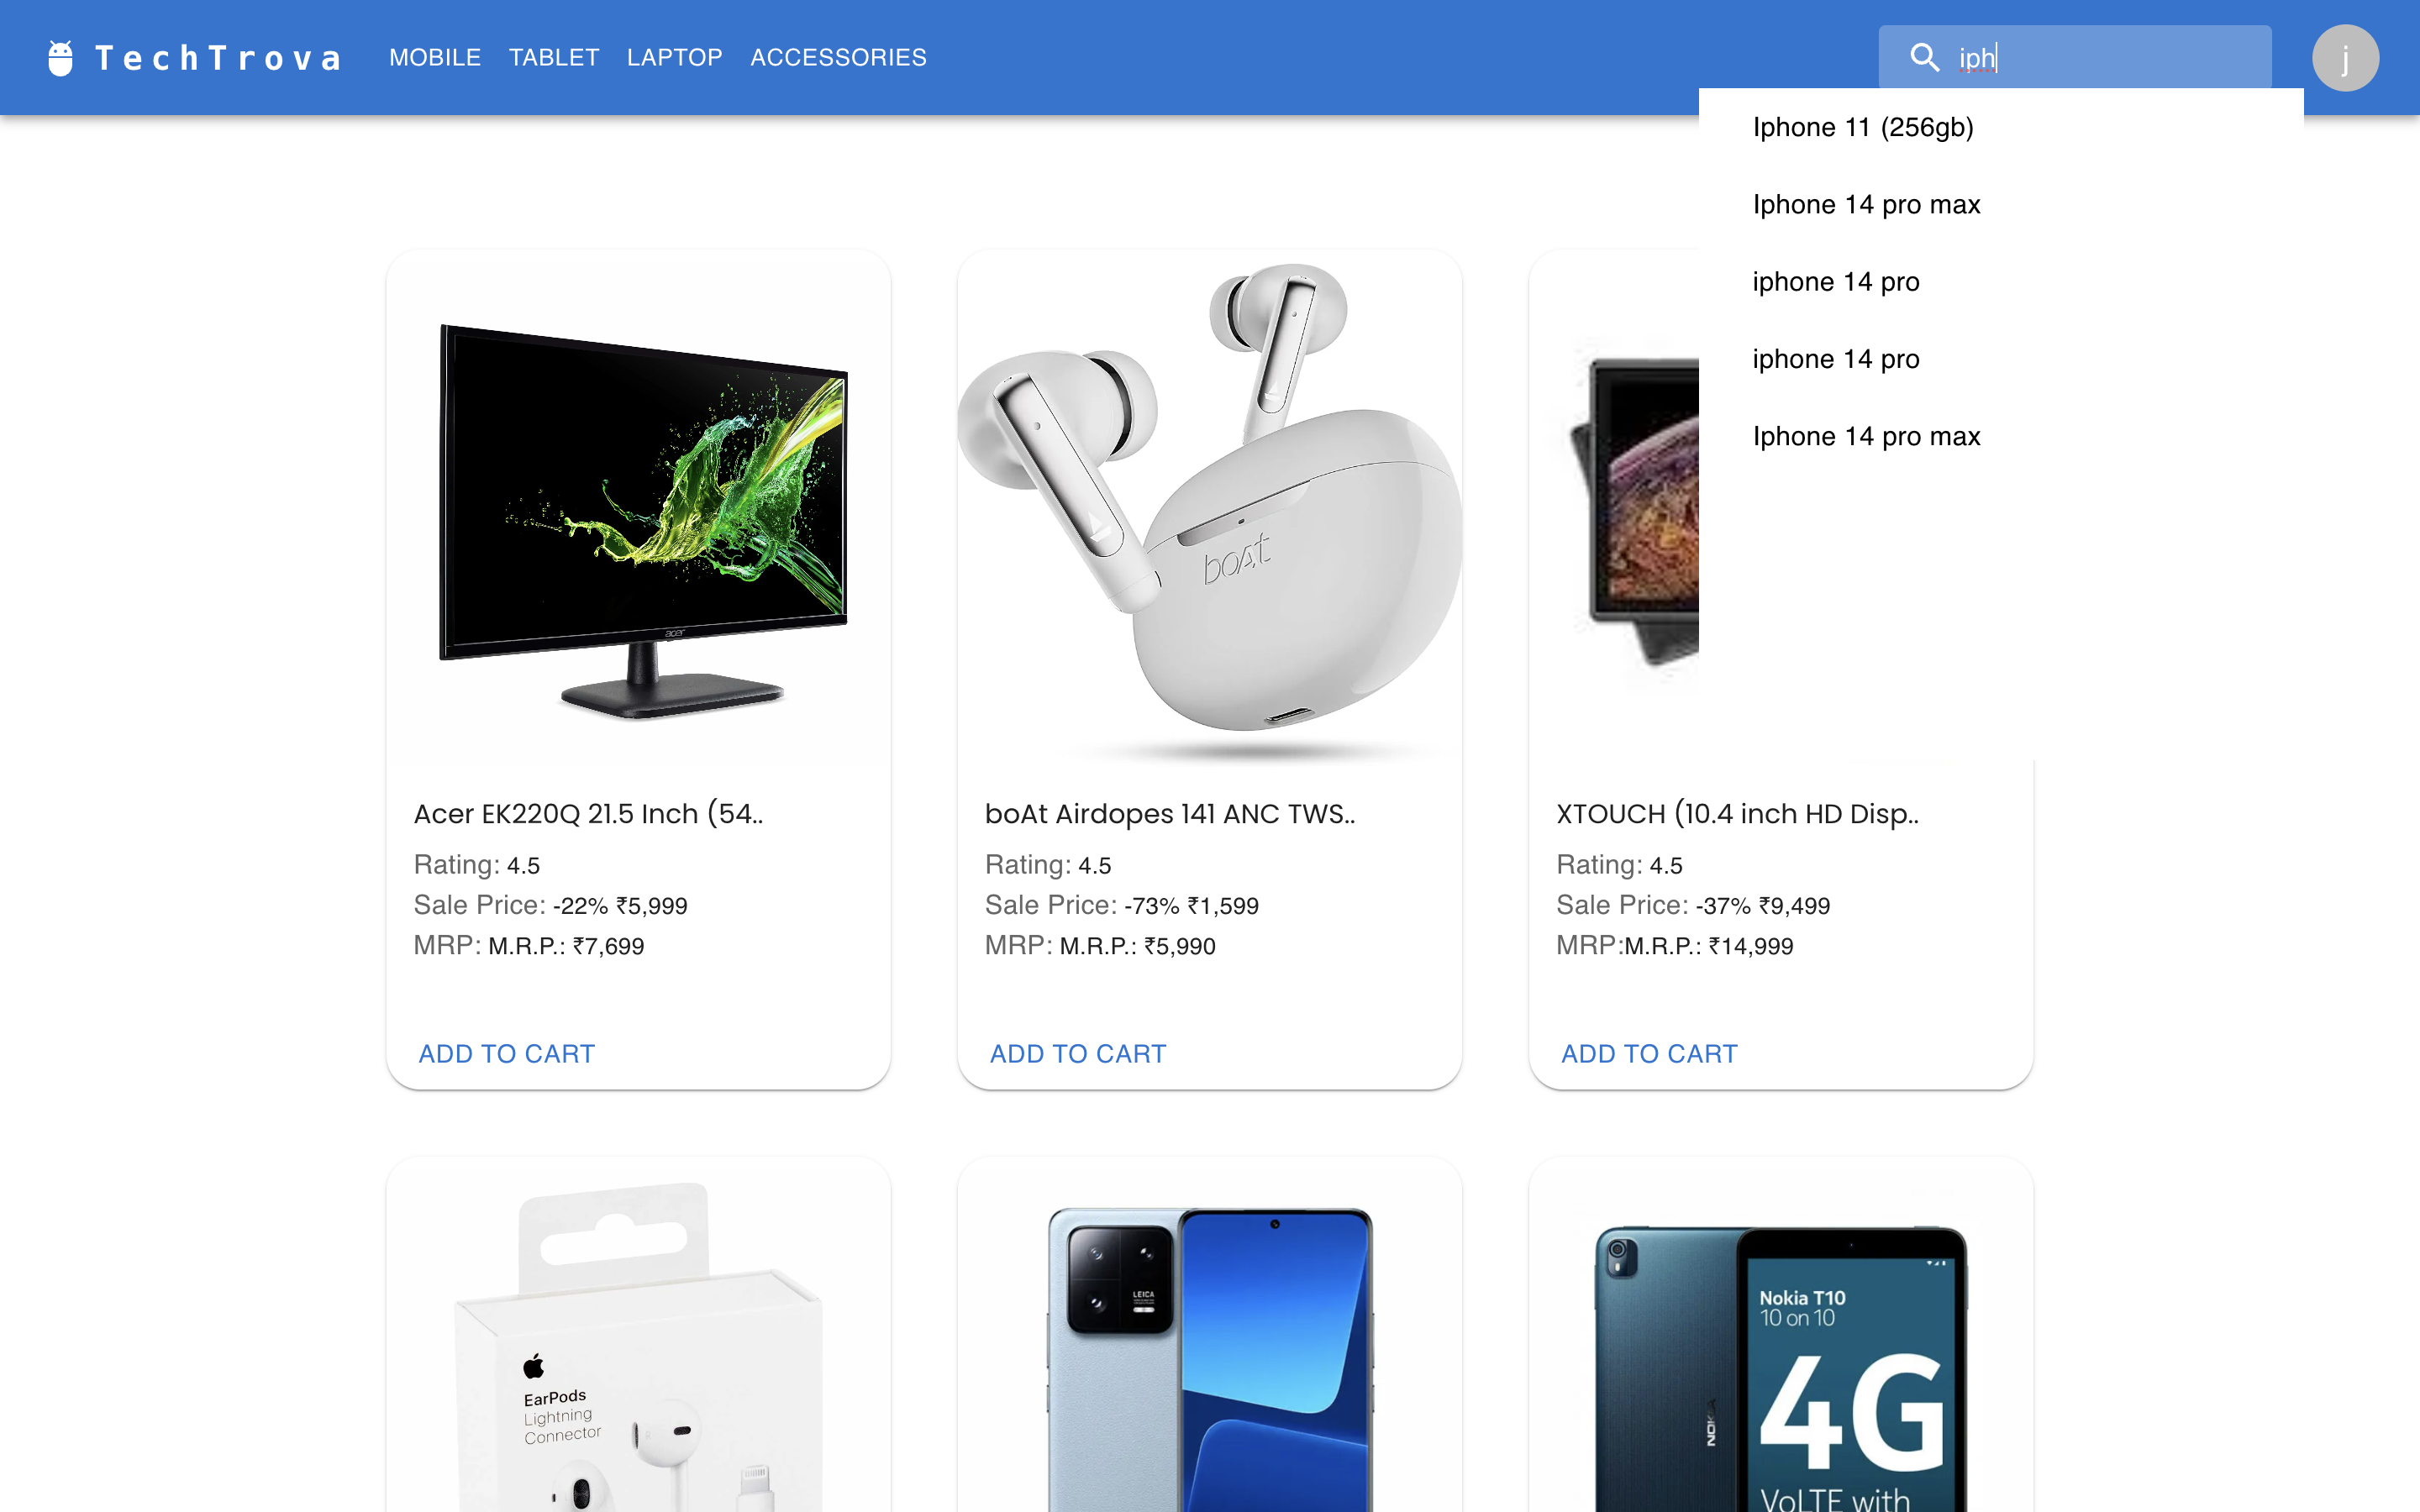 TechTrova MOBILE TABLET LAPTOP ACCESSORIES iph j
Iphone 11 (256gb)
Iphone 14 pro max
iphone 14 pro
iphone 14 pro
Iphone 14 pro max
acer
boAt
Acer EK220Q 21.5 Inch (54..
Rating: 4.5
Sale Price: -22% ₹5,999
MRP: M.R.P.: ₹7,699
ADD TO CART
boAt Airdopes 141 ANC TWS..
Rating: 4.5
Sale Price: -73% ₹1,599
MRP: M.R.P.: ₹5,990
ADD TO CART
XTOUCH (10.4 inch HD Disp..
Rating: 4.5
Sale Price: -37% ₹9,499
MRP:M.R.P.: ₹14,999
ADD TO CART
EarPods
Lightning
Connector
LEICA
NOKIA
Nokia T10
10 on 10
4G
VoLTE with